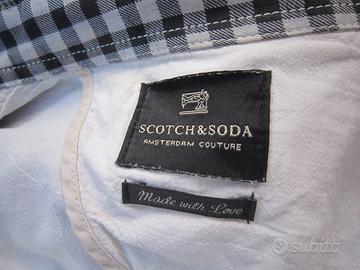 SCOTCH & SODA
AMSTERDAM COUTURE
Made with Love
subito